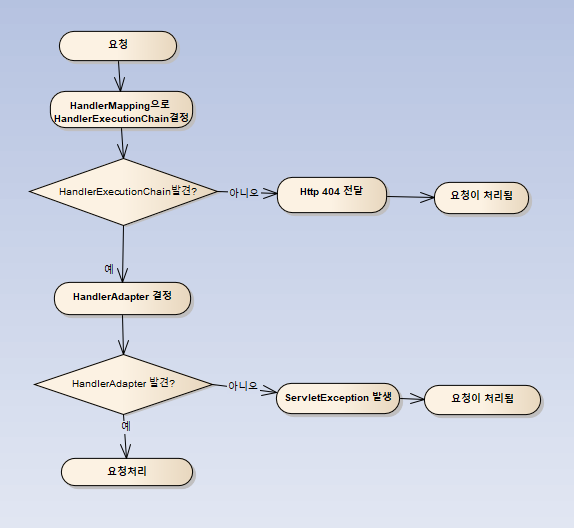 요청
HandlerMapping으로
HandlerExecutionChain결정
HandlerExecutionChain발견?
아니오
Http 404 전달
요청이 처리됨
예
HandlerAdapter 결정
HandlerAdapter 발견?
아니오
ServletException 발생
요청이 처리됨
예
요청처리